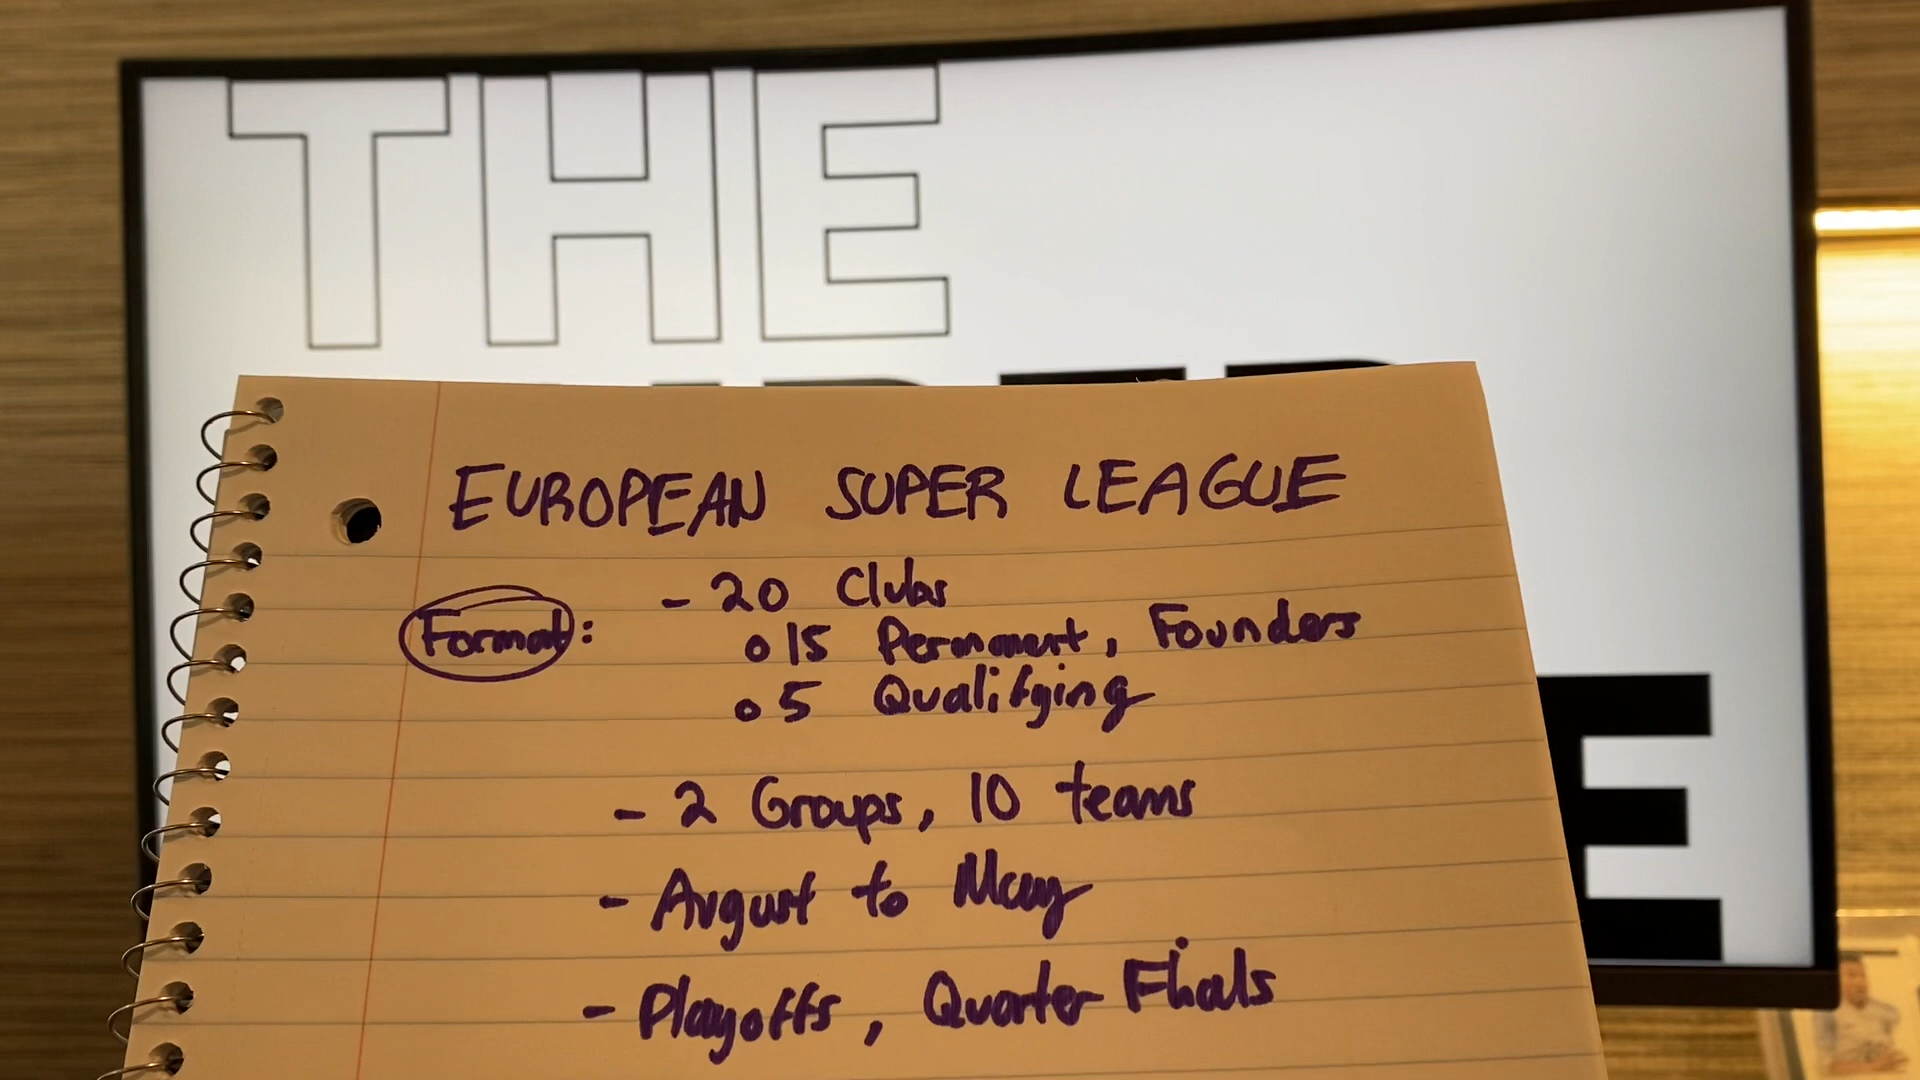 THE
EUROPEAN SUPER LEAGUE
Format:
- 20 Clubs
o 15 Permanent, Founders
o 5 Qualifying
- 2 Groups, 10 teams
- August to May
- Playoffs, Quarter Finals